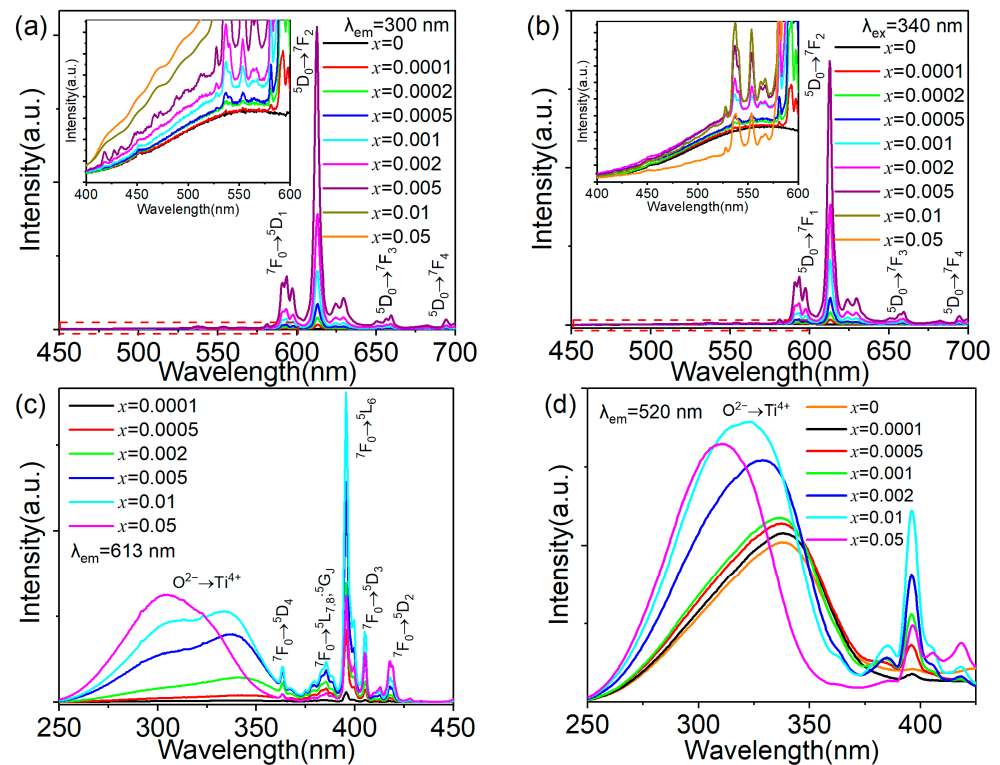 (a)
λem=300 nm
x=0
x=0.0001
x=0.0002
x=0.0005
x=0.001
x=0.002
x=0.005
x=0.01
x=0.05
⁵D₀→⁷F₂
⁷F₀→⁵D₁
⁵D₀→⁷F₃
⁵D₀→⁷F₄
Intensity(a.u.)
400 450 500 550 600
Wavelength(nm)
Intensity(a.u.)
450 500 550 600 650 700
Wavelength(nm)
(b)
λex=340 nm
x=0
x=0.0001
x=0.0002
x=0.0005
x=0.001
x=0.002
x=0.005
x=0.01
x=0.05
⁵D₀→⁷F₂
⁵D₀→⁷F₁
⁵D₀→⁷F₃
⁵D₀→⁷F₄
Intensity(a.u.)
400 450 500 550 600
Wavelength(nm)
Intensity(a.u.)
450 500 550 600 650 700
Wavelength(nm)
(c)
x=0.0001
x=0.0005
x=0.002
x=0.005
x=0.01
x=0.05
λem=613 nm
O²⁻→Ti⁴⁺
⁷F₀→⁵D₄
⁷F₀→⁵L₇,₈;⁵GJ
⁷F₀→⁵L₆
⁷F₀→⁵D₃
⁷F₀→⁵D₂
Intensity(a.u.)
250 300 350 400 450
Wavelength(nm)
(d)
λem=520 nm
O²⁻→Ti⁴⁺
x=0
x=0.0001
x=0.0005
x=0.001
x=0.002
x=0.01
x=0.05
Intensity(a.u.)
250 300 350 400
Wavelength(nm)